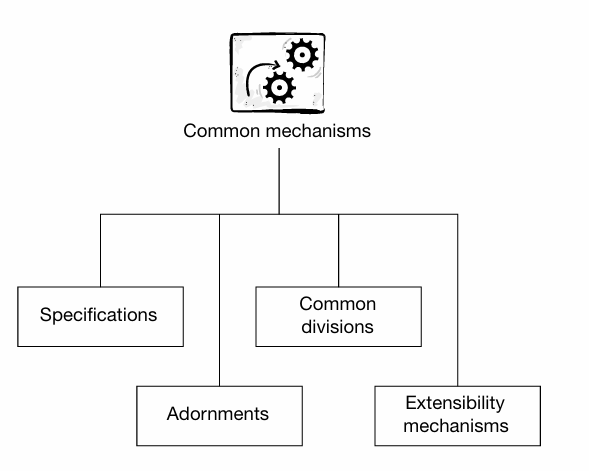 Common mechanisms
Specifications
Common
divisions
Adornments
Extensibility
mechanisms